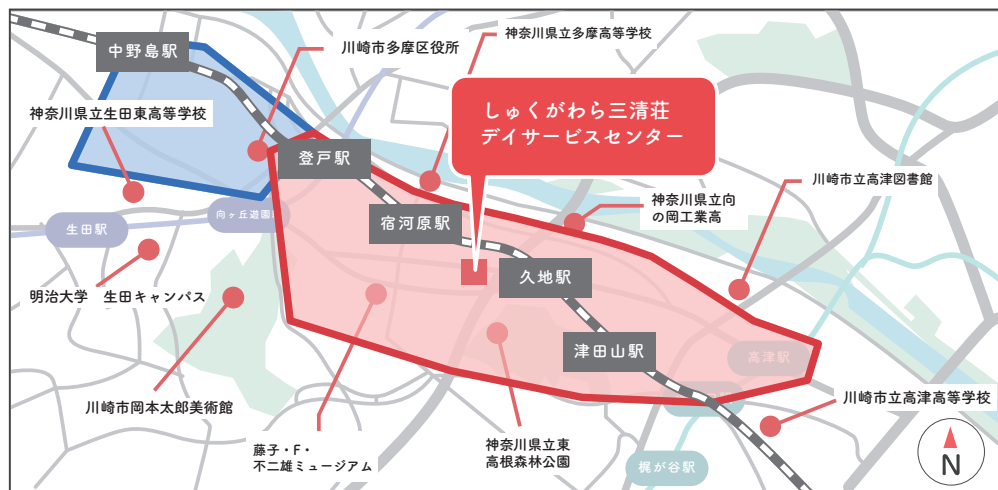 中野島駅
川崎市多摩区役所
神奈川県立多摩高等学校
神奈川県立生田東高等学校
しゅくがわら三清荘
デイサービスセンター
登戸駅
川崎市立高津図書館
宿河原駅
神奈川県立向
の岡工業高
生田駅
向ヶ丘遊園
久地駅
明治大学　生田キャンパス
津田山駅
高津駅
川崎市岡本太郎美術館
川崎市立高津高等学校
藤子・F・
不二雄ミュージアム
神奈川県立東
高根森林公園
梶が谷駅
N